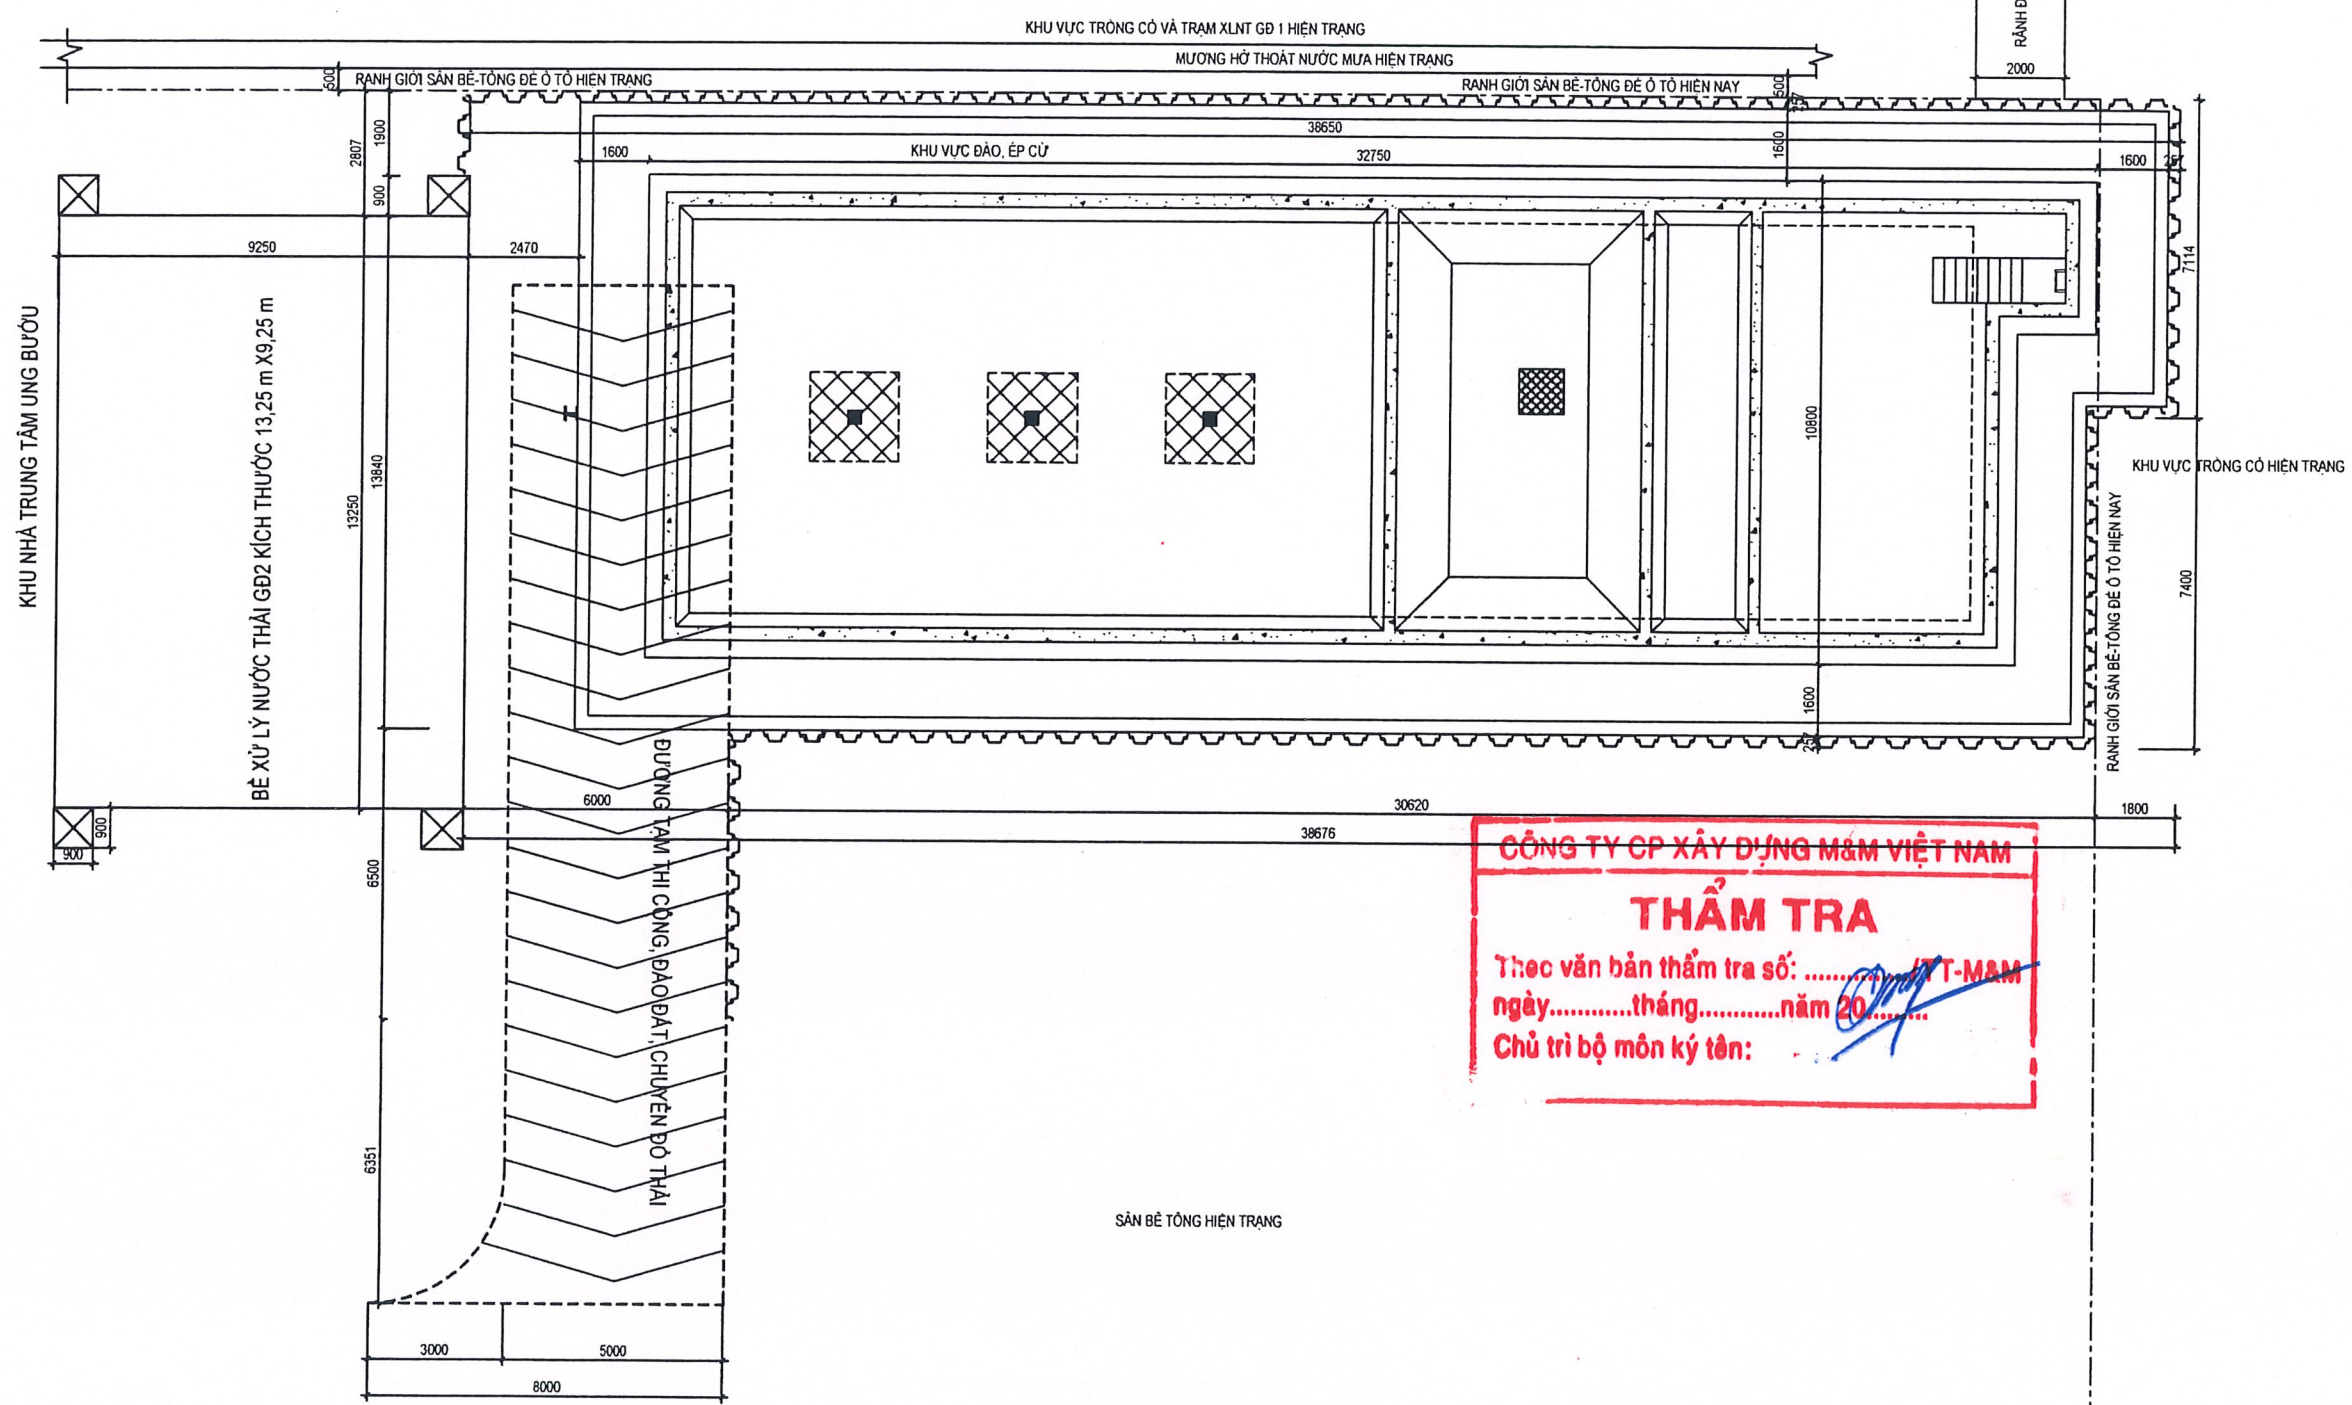 KHU VỰC TRỒNG CỎ VÀ TRẠM XLNT GĐ 1 HIỆN TRẠNG
MƯƠNG HỞ THOÁT NƯỚC MƯA HIỆN TRẠNG
RANH GIỚI SÂN BÊ-TÔNG ĐỂ Ô TÔ HIỆN TRẠNG
RANH GIỚI SÂN BÊ-TÔNG ĐỂ Ô TÔ HIỆN NAY
RÃNH Đ
2000
500
500
257
1900
2807
900
38650
1600
KHU VỰC ĐÀO, ÉP CỪ
32750
1600
1600
257
9250
2470
7114
KHU NHÀ TRUNG TÂM UNG BƯỚU
BỂ XỬ LÝ NƯỚC THẢI GĐ2 KÍCH THƯỚC 13,25 m X9,25 m
13250
13840
10800
KHU VỰC TRỒNG CỎ HIỆN TRẠNG
7400
RANH GIỚI SÂN BÊ-TÔNG ĐỂ Ô TÔ HIỆN NAY
1600
257
ĐƯỜNG TẠM THI CÔNG, ĐÀO ĐẤT, CHUYỂN ĐỔ THẢI
6000
30620
1800
38676
900
900
6500
6351
CÔNG TY CP XÂY DỰNG M&M VIỆT NAM
THẨM TRA
Theo văn bản thẩm tra số: ............../TT-M&M
ngày............tháng............năm 20.........
Chủ trì bộ môn ký tên:
SÂN BÊ TÔNG HIỆN TRẠNG
3000
5000
8000